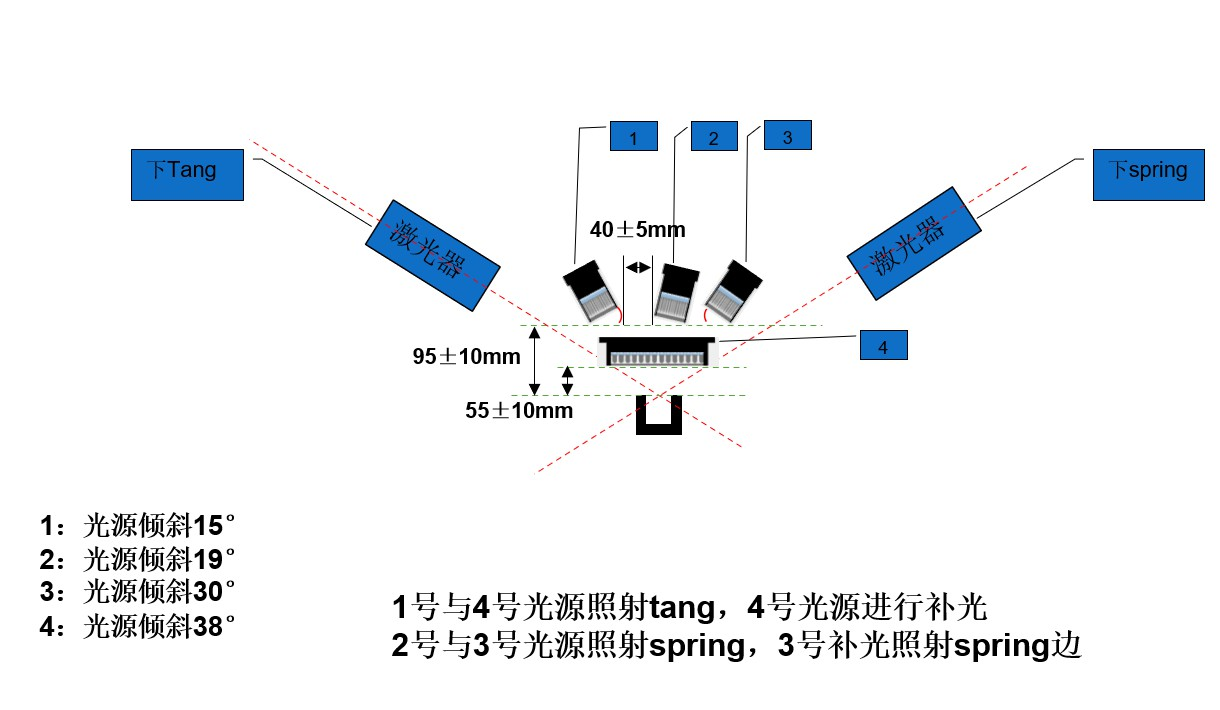 1
2
3
下Tang
下spring
激光器
40±5mm
激光器
4
95±10mm
55±10mm
1：光源倾斜15°
2：光源倾斜19°
3：光源倾斜30°
4：光源倾斜38°
1号与4号光源照射tang，4号光源进行补光
2号与3号光源照射spring，3号补光照射spring边